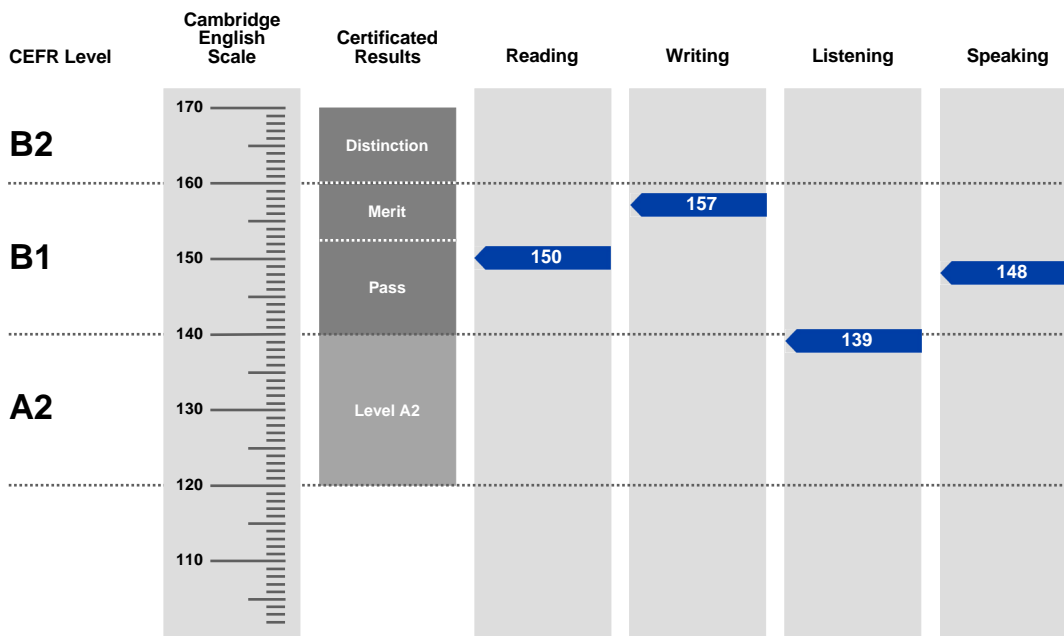 CEFR Level
Cambridge
English
Scale
Certificated
Results
Reading
Writing
Listening
Speaking
170
B2
Distinction
160
Merit
157
B1
150
Pass
150
148
140
139
A2
130
Level A2
120
110